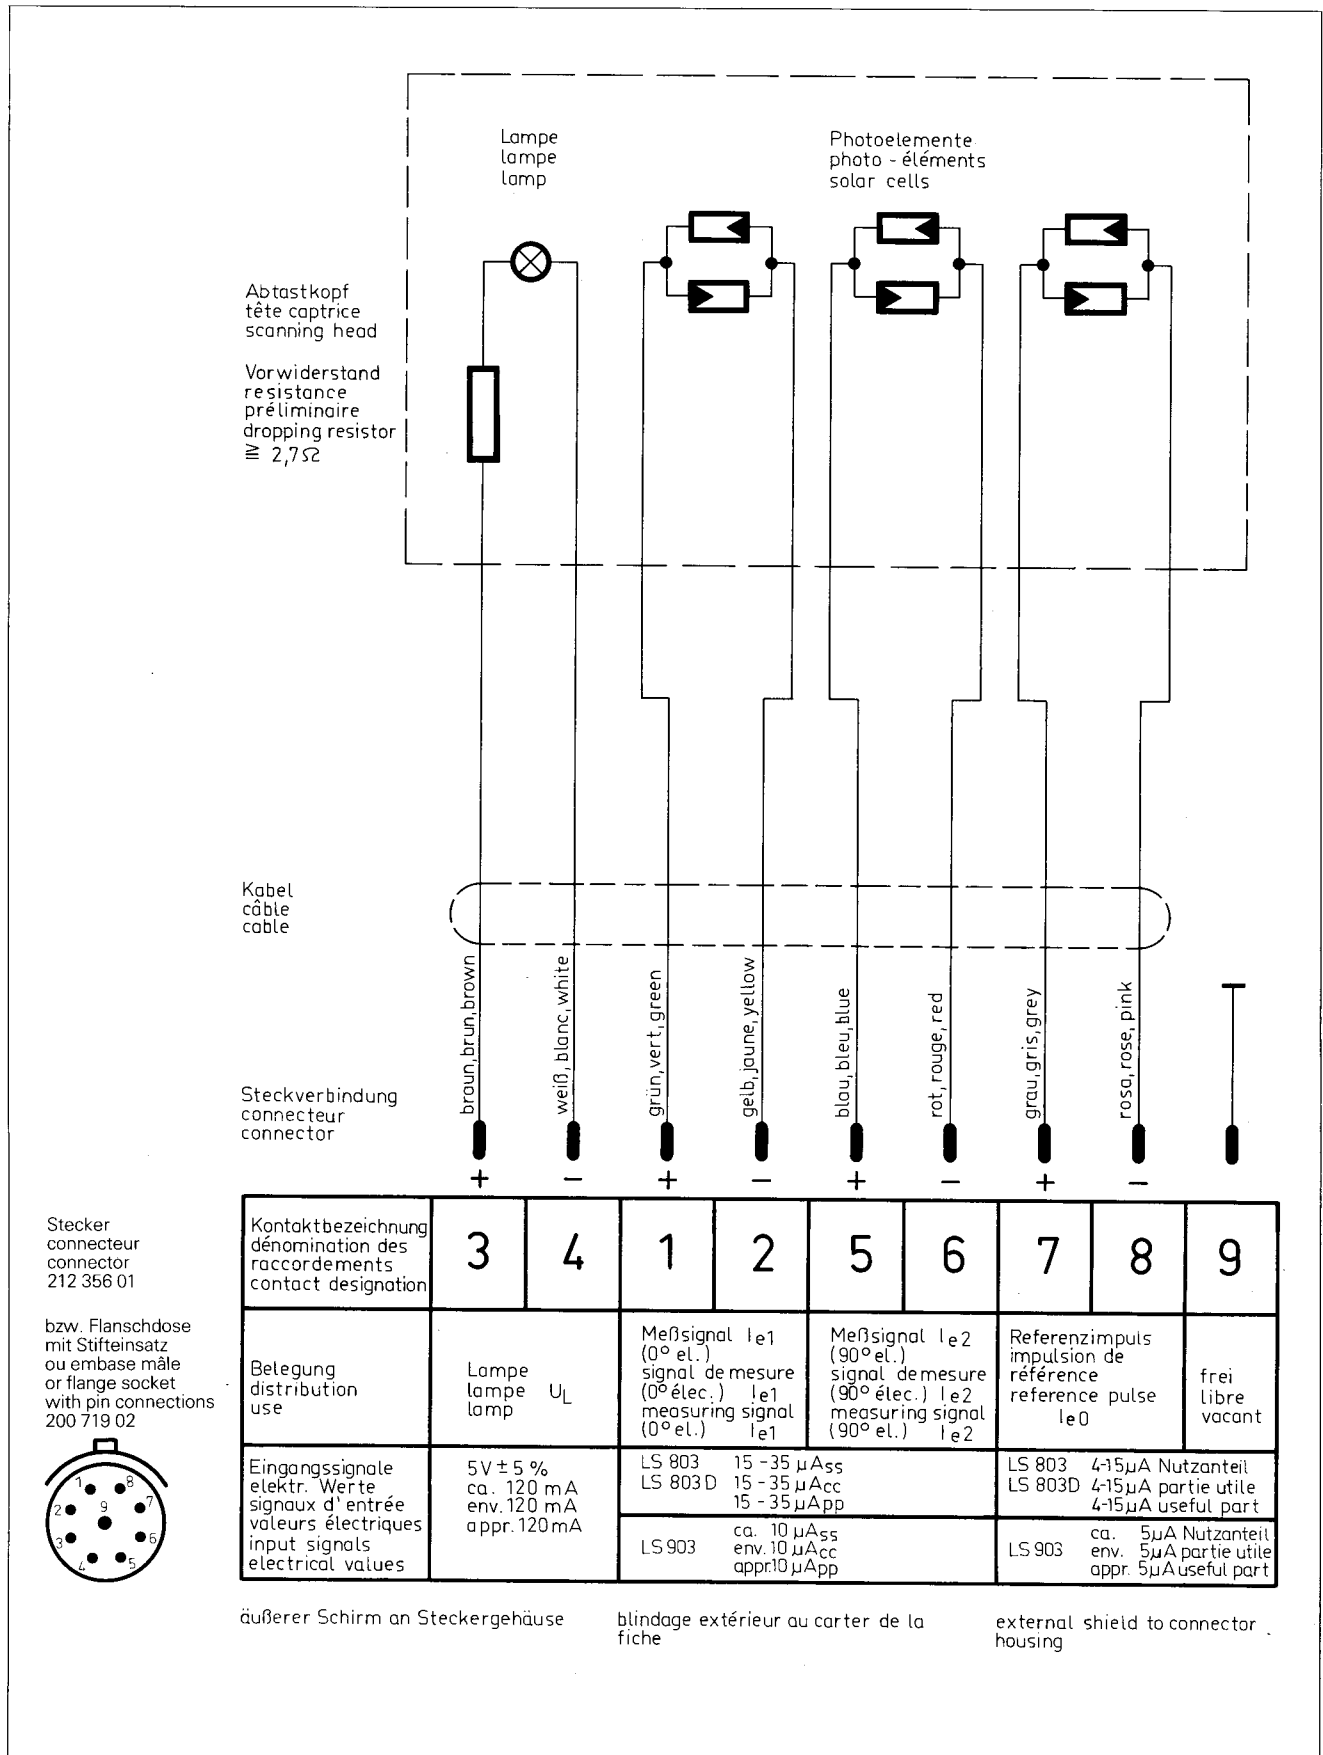 Lampe
lampe
lamp
Photoelemente
photo - éléments
solar cells
Abtastkopf
tête captrice
scanning head
Vorwiderstand
resistance
préliminaire
dropping resistor
≧ 2,7Ω
Kabel
câble
cable
braun,brun,brown
weiß,blanc,white
grün,vert,green
gelb,jaune,yellow
blau,bleu,blue
rot,rouge,red
grau,gris,grey
rosa,rose,pink
Steckverbindung
connecteur
connector
+ − + − + − + −
Stecker
connecteur
connector
212 356 01
bzw. Flanschdose
mit Stifteinsatz
ou embase mâle
or flange socket
with pin connections
200 719 02
1
2
3
4
5
6
7
8
9
Kontaktbezeichnung
dénomination des
raccordements
contact designation
3 4 1 2 5 6 7 8 9
Belegung
distribution
use
Lampe
lampe UL
lamp
Meßsignal Ie1
(0° el.)
signal de mesure
(0° élec.) Ie1
measuring signal
(0° el.) Ie1
Meßsignal Ie2
(90° el.)
signal de mesure
(90° élec.) Ie2
measuring signal
(90° el.) Ie2
Referenzimpuls
impulsion de
référence
reference pulse
Ie0
frei
libre
vacant
Eingangssignale
elektr. Werte
signaux d'entrée
valeurs électriques
input signals
electrical values
5V ± 5 %
ca. 120 mA
env. 120 mA
appr. 120 mA
LS 803 15 - 35 µAss
LS 803 D 15 - 35 µAcc
15 - 35 µApp
LS 903
ca. 10 µAss
env. 10 µAcc
appr. 10 µApp
LS 803 4-15µA Nutzanteil
LS 803D 4-15µA partie utile
4-15µA useful part
LS 903
ca. 5µA Nutzanteil
env. 5µA partie utile
appr. 5µA useful part
äußerer Schirm an Steckergehäuse
blindage extérieur au carter de la
fiche
external shield to connector
housing